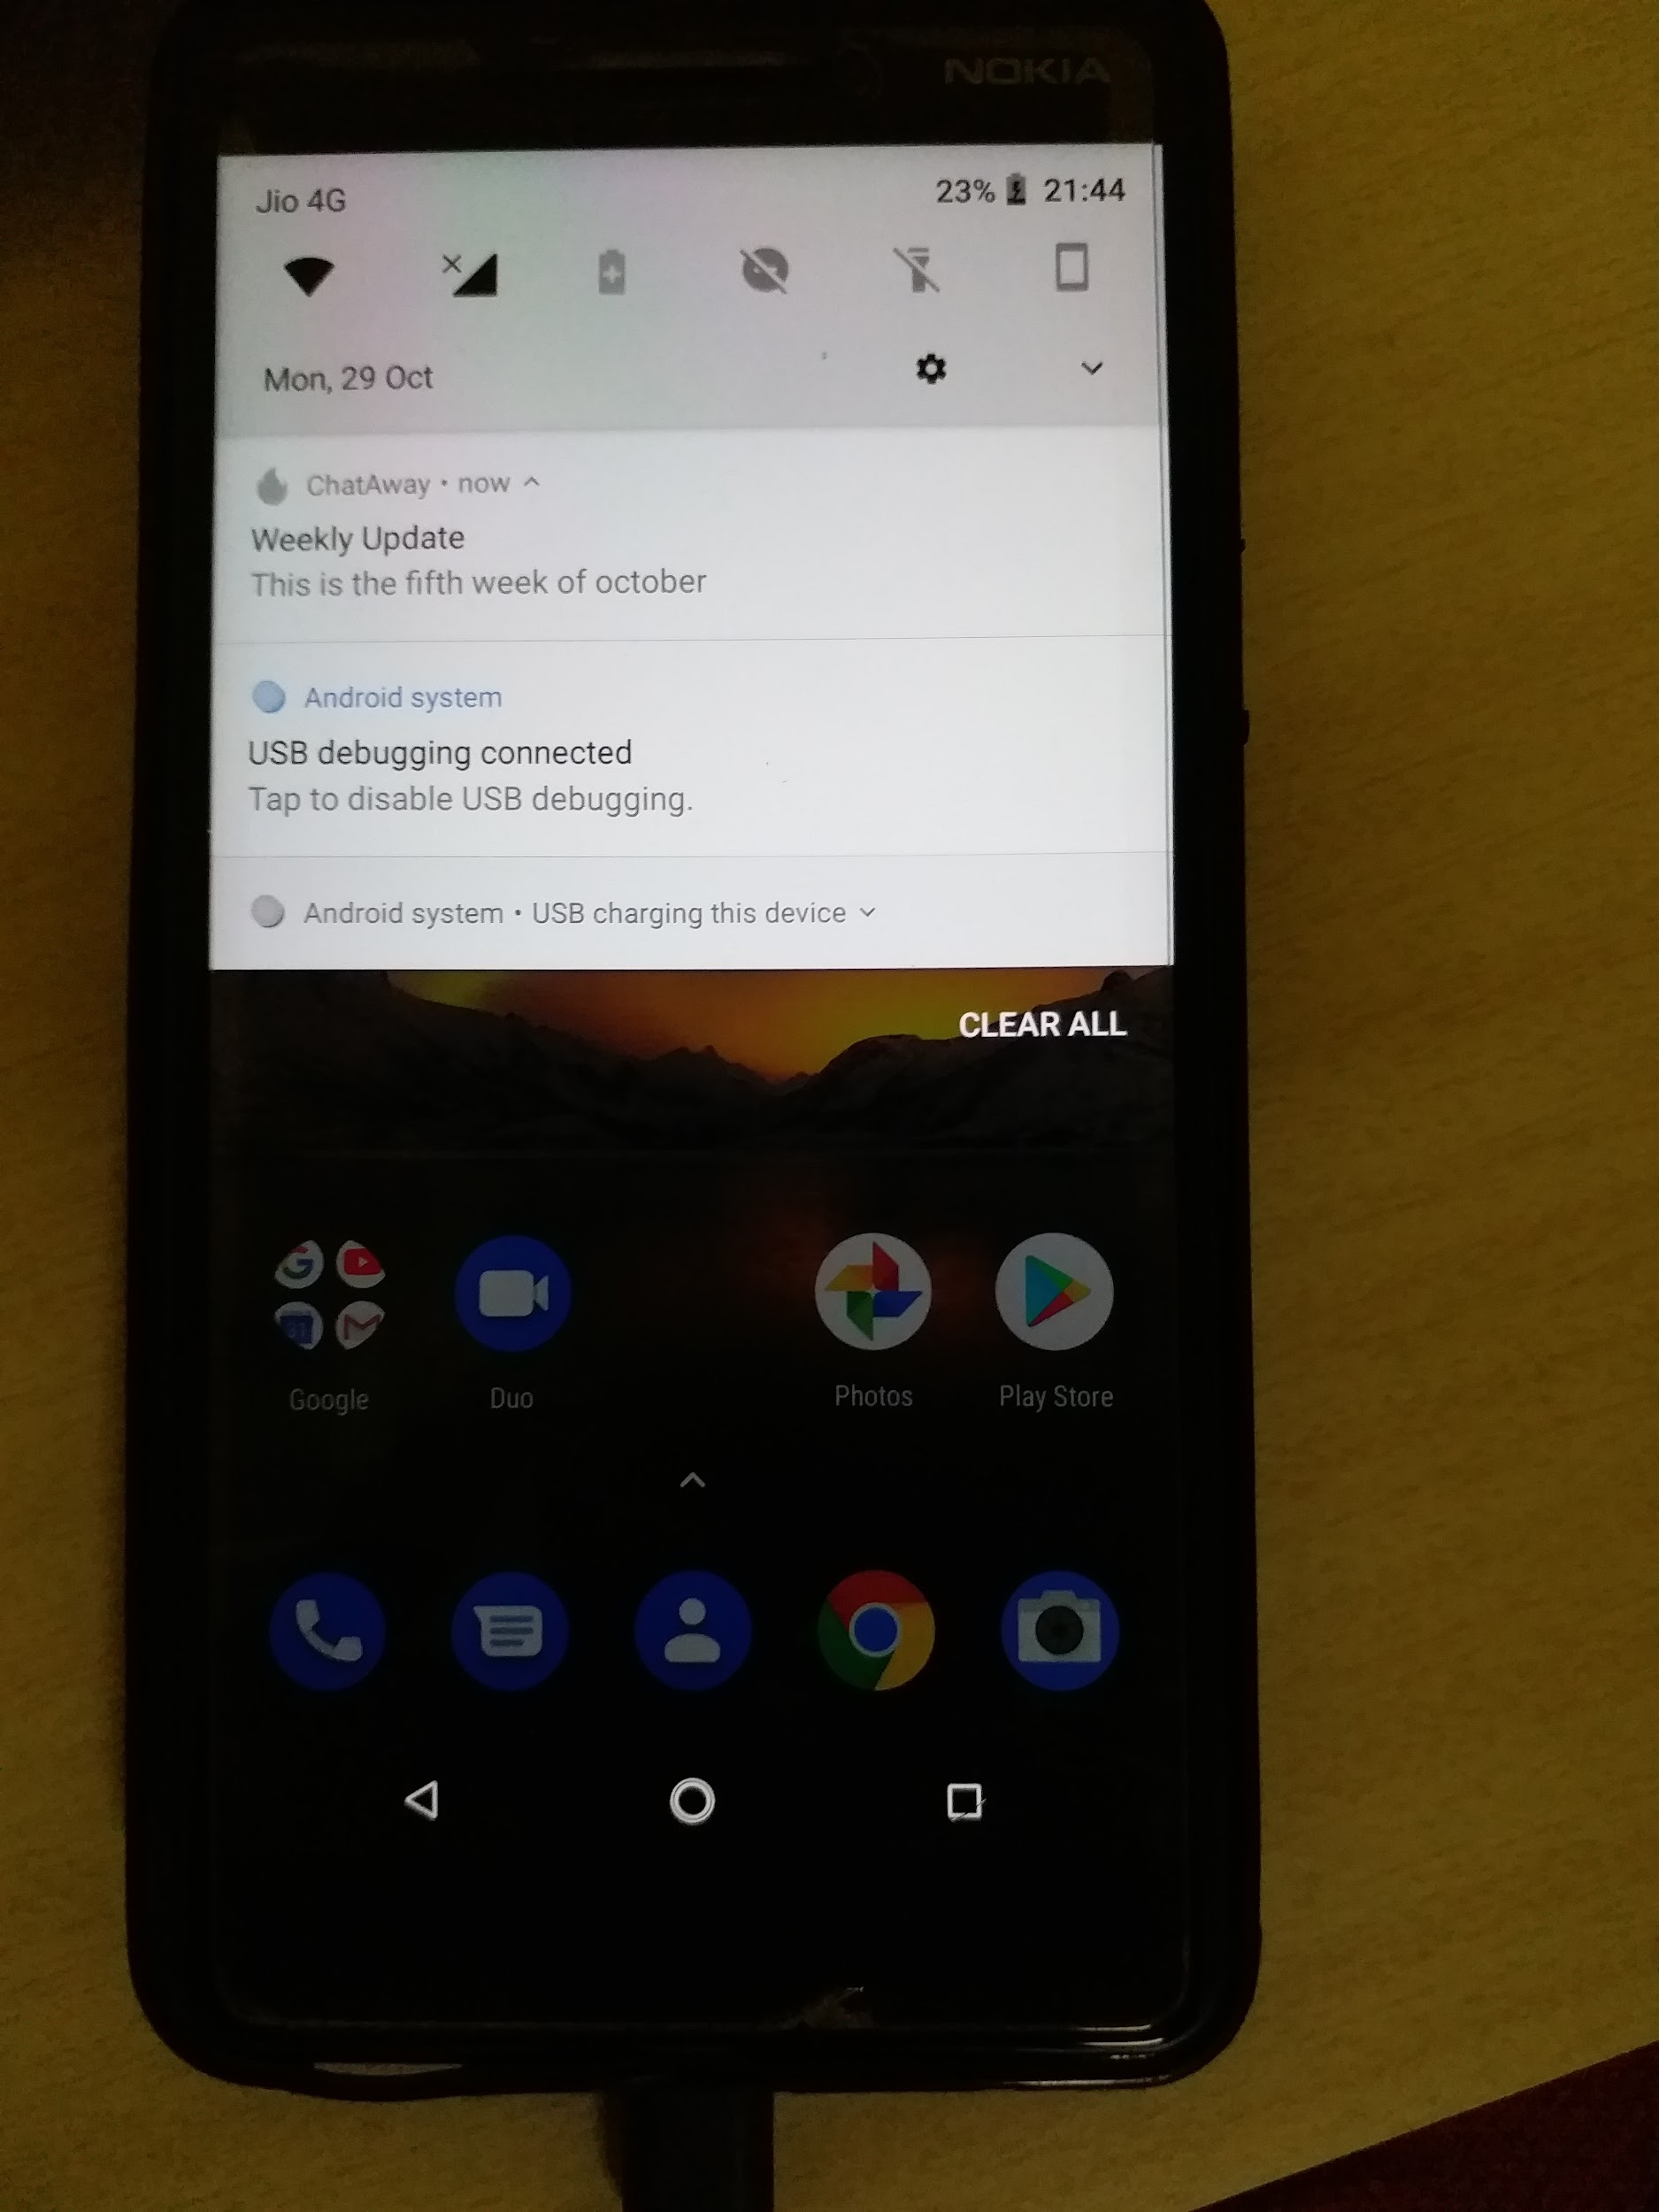 NOKIA
Jio 4G
23% 21:44
Mon, 29 Oct
ChatAway • now
Weekly Update
This is the fifth week of october
Android system
USB debugging connected
Tap to disable USB debugging.
Android system • USB charging this device
CLEAR ALL
31
Google
Duo
Photos
Play Store